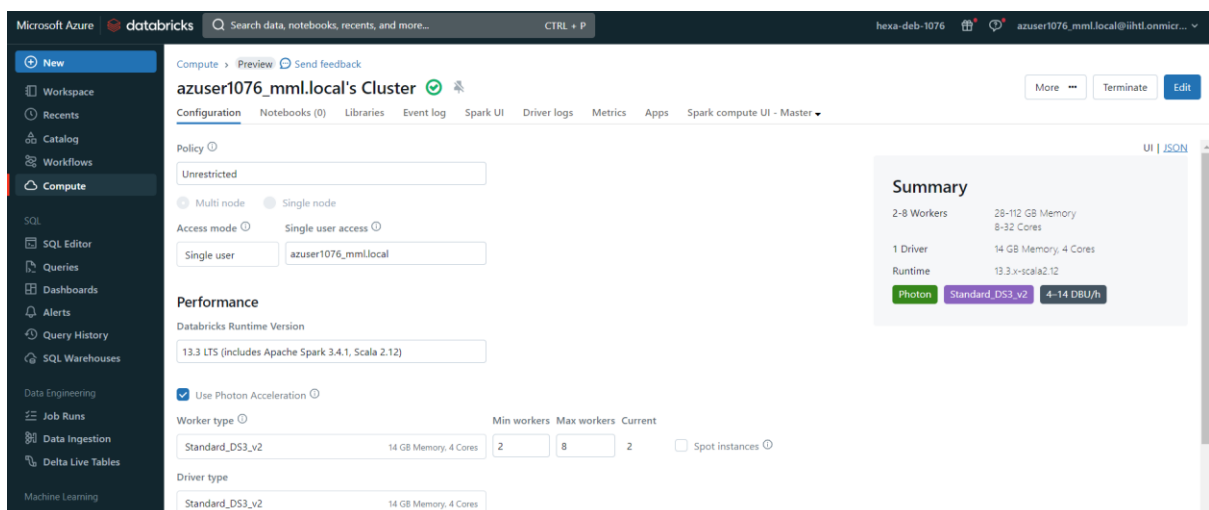 Microsoft Azure databricks Search data, notebooks, recents, and more... CTRL + P hexa-deb-1076 azuser1076_mml.local@iihtl.onmicr...
New
Workspace
Recents
Catalog
Workflows
Compute
SQL
SQL Editor
Queries
Dashboards
Alerts
Query History
SQL Warehouses
Data Engineering
Job Runs
Data Ingestion
Delta Live Tables
Machine Learning
Compute > Preview Send feedback
azuser1076_mml.local's Cluster
More ... Terminate Edit
Configuration Notebooks (0) Libraries Event log Spark UI Driver logs Metrics Apps Spark compute UI - Master
UI | JSON
Policy
Unrestricted
Multi node Single node
Access mode Single user access
Single user azuser1076_mml.local
Performance
Databricks Runtime Version
13.3 LTS (includes Apache Spark 3.4.1, Scala 2.12)
Use Photon Acceleration
Worker type Min workers Max workers Current
Standard_DS3_v2 14 GB Memory, 4 Cores 2 8 2 Spot instances
Driver type
Standard_DS3_v2 14 GB Memory, 4 Cores
Summary
2-8 Workers 28-112 GB Memory
8-32 Cores
1 Driver 14 GB Memory, 4 Cores
Runtime 13.3.x-scala2.12
Photon Standard_DS3_v2 4–14 DBU/h